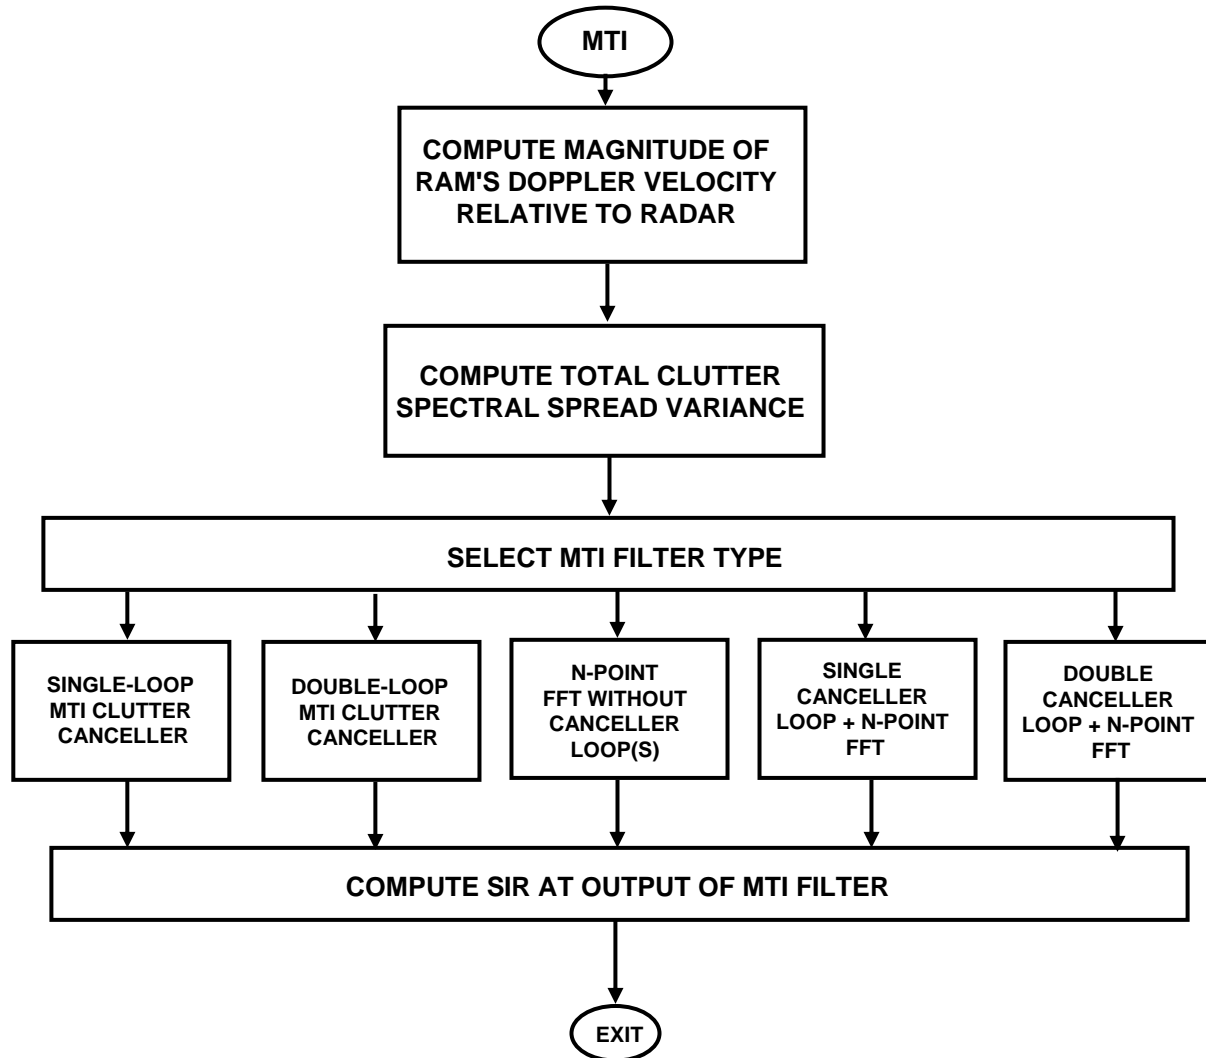 MTI
COMPUTE MAGNITUDE OF
RAM'S DOPPLER VELOCITY
RELATIVE TO RADAR
COMPUTE TOTAL CLUTTER
SPECTRAL SPREAD VARIANCE
SELECT MTI FILTER TYPE
SINGLE-LOOP
MTI CLUTTER
CANCELLER
DOUBLE-LOOP
MTI CLUTTER
CANCELLER
N-POINT
FFT WITHOUT
CANCELLER
LOOP(S)
SINGLE
CANCELLER
LOOP + N-POINT
FFT
DOUBLE
CANCELLER
LOOP + N-POINT
FFT
COMPUTE SIR AT OUTPUT OF MTI FILTER
EXIT